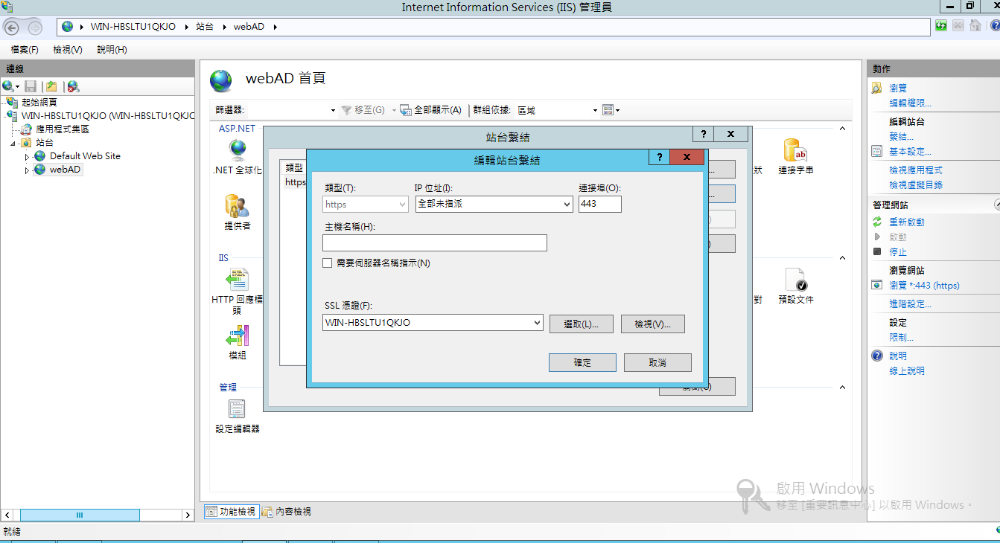 Internet Information Services (IIS) 管理員
WIN-HBSLTU1QKJO
站台
webAD
檔案(F)
檢視(V)
說明(H)
連線
起始網頁
WIN-HBSLTU1QKJO (WIN-HBSLTU1QKJO
應用程式集區
站台
Default Web Site
webAD
webAD 首頁
篩選器:
移至(G)
全部顯示(A)
群組依據:
區域
ASP.NET
.NET 全球化
提供者
IIS
HTTP 回應標
頭
模組
管理
設定編輯器
連接字串
預設文件
站台繫結
類型
https
編輯站台繫結
類型(T):
IP 位址(I):
連接埠(O):
https
全部未指派
443
主機名稱(H):
需要伺服器名稱指示(N)
SSL 憑證(F):
WIN-HBSLTU1QKJO
選取(L)...
檢視(V)...
確定
取消
功能檢視
內容檢視
動作
瀏覽
編輯權限...
編輯站台
繫結...
基本設定...
檢視應用程式
檢視虛擬目錄
管理網站
重新啟動
啟動
停止
瀏覽網站
瀏覽 *:443 (https)
進階設定...
設定
限制...
說明
線上說明
啟用 Windows
移至 [重要訊息中心] 以啟用 Windows。
就緒